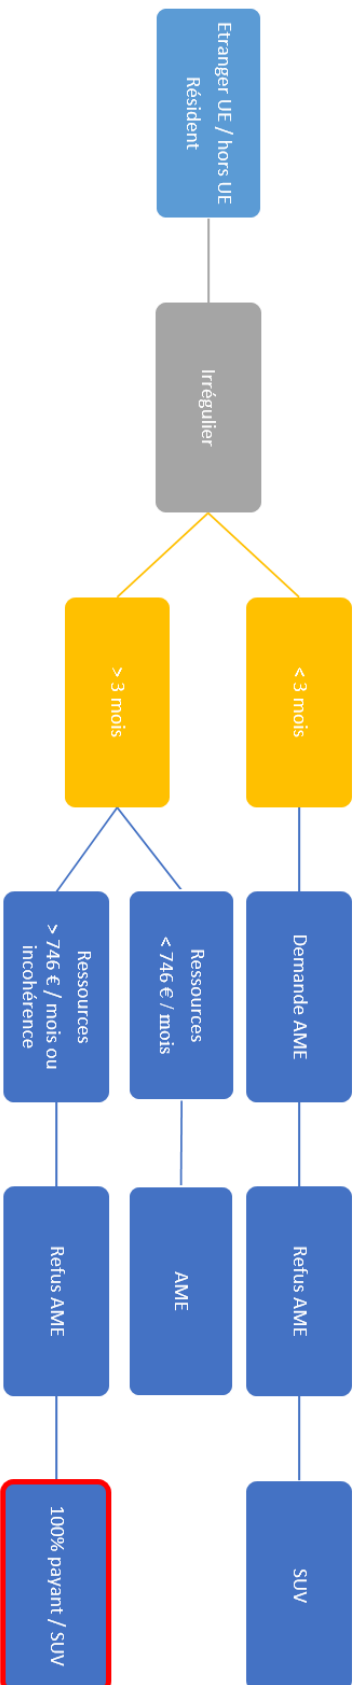 Etranger UE / hors UE
Résident
Irrégulier
< 3 mois
Demande AME
Refus AME
SUV
> 3 mois
Ressources
< 746 € / mois
AME
Ressources
> 746 € / mois ou
incohérence
Refus AME
100% payant / SUV